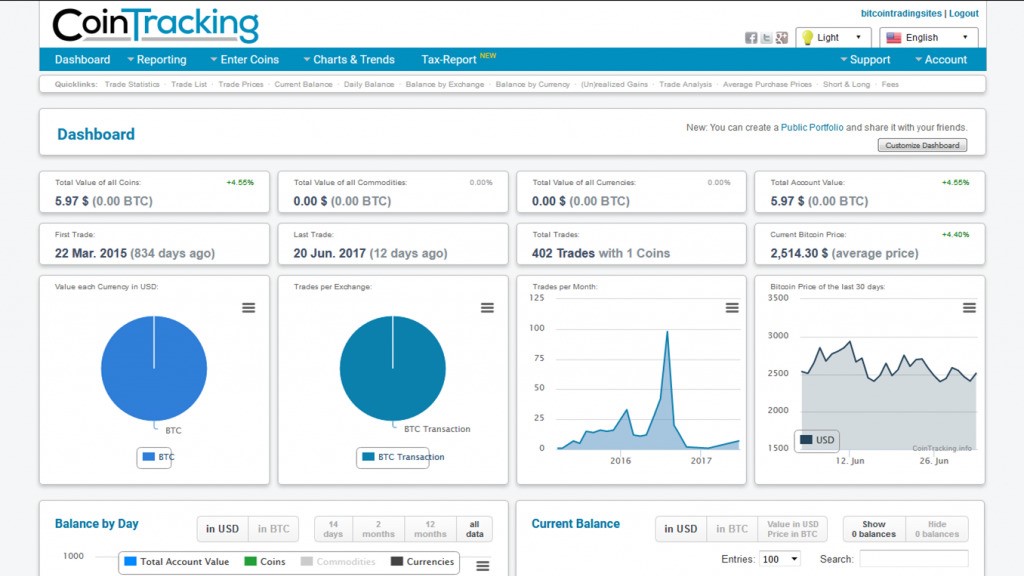 CoinTracking
bitcointradingsites | Logout
Light
English
Dashboard Reporting Enter Coins Charts & Trends Tax-Report NEW Support Account
Quicklinks: Trade Statistics · Trade List · Trade Prices · Current Balance · Daily Balance · Balance by Exchange · Balance by Currency · (Un)realized Gains · Trade Analysis · Average Purchase Prices · Short & Long · Fees
Dashboard
New: You can create a Public Portfolio and share it with your friends.
Customize Dashboard
Total Value of all Coins: +4.55%
5.97 $ (0.00 BTC)
Total Value of all Commodities: 0.00%
0.00 $ (0.00 BTC)
Total Value of all Currencies: 0.00%
0.00 $ (0.00 BTC)
Total Account Value: +4.55%
5.97 $ (0.00 BTC)
First Trade:
22 Mar. 2015 (834 days ago)
Last Trade:
20 Jun. 2017 (12 days ago)
Total Trades:
402 Trades with 1 Coins
Current Bitcoin Price: +4.40%
2,514.30 $ (average price)
Value each Currency in USD:
BTC
BTC
Trades per Exchange:
BTC Transaction
BTC Transaction
Trades per Month:
125
100
75
50
25
0
2016 2017
Bitcoin Price of the last 30 days:
3500
3000
2500
2000
1500
USD
CoinTracking.info
12. Jun 26. Jun
Balance by Day
in USD in BTC
14 days
2 months
12 months
all data
1000
Total Account Value Coins Commodities Currencies
Current Balance
in USD in BTC
Value in USD
Price in BTC
Show
0 balances
Hide
0 balances
Entries: 100 Search: